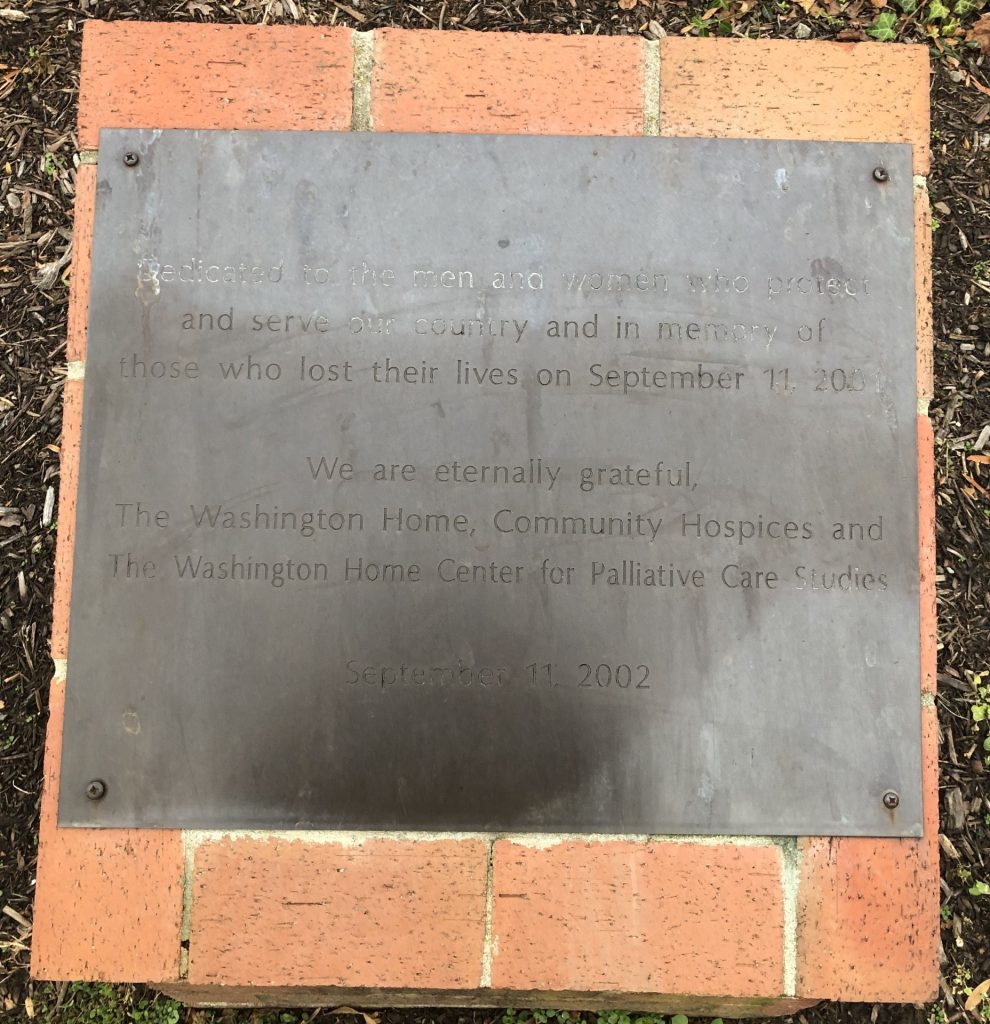 Dedicated to the men and women who protect
and serve our country and in memory of
those who lost their lives on September 11, 2001
We are eternally grateful,
The Washington Home, Community Hospices and
The Washington Home Center for Palliative Care Studies
September 11, 2002